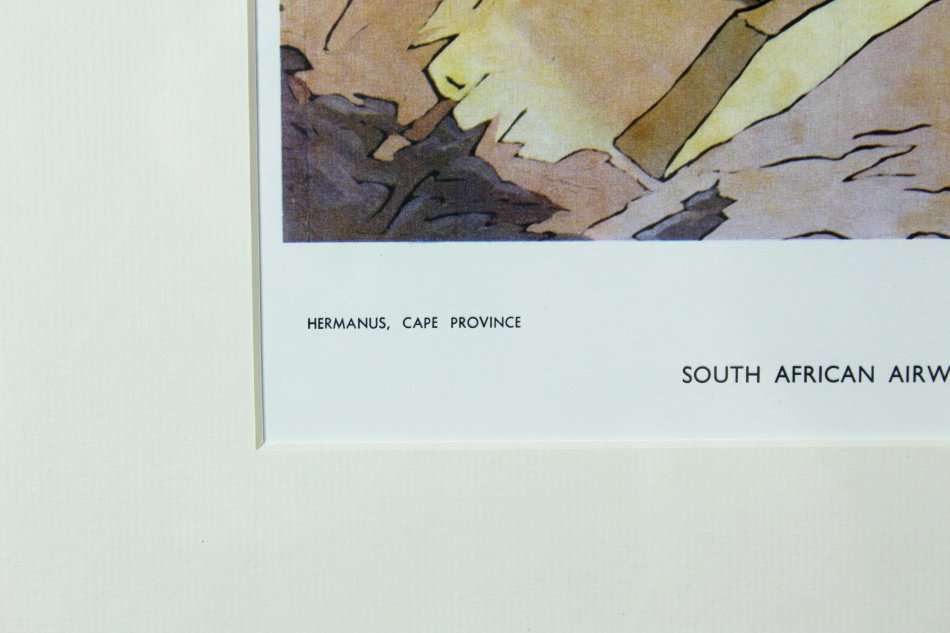 HERMANUS, CAPE PROVINCE
SOUTH AFRICAN AIRW